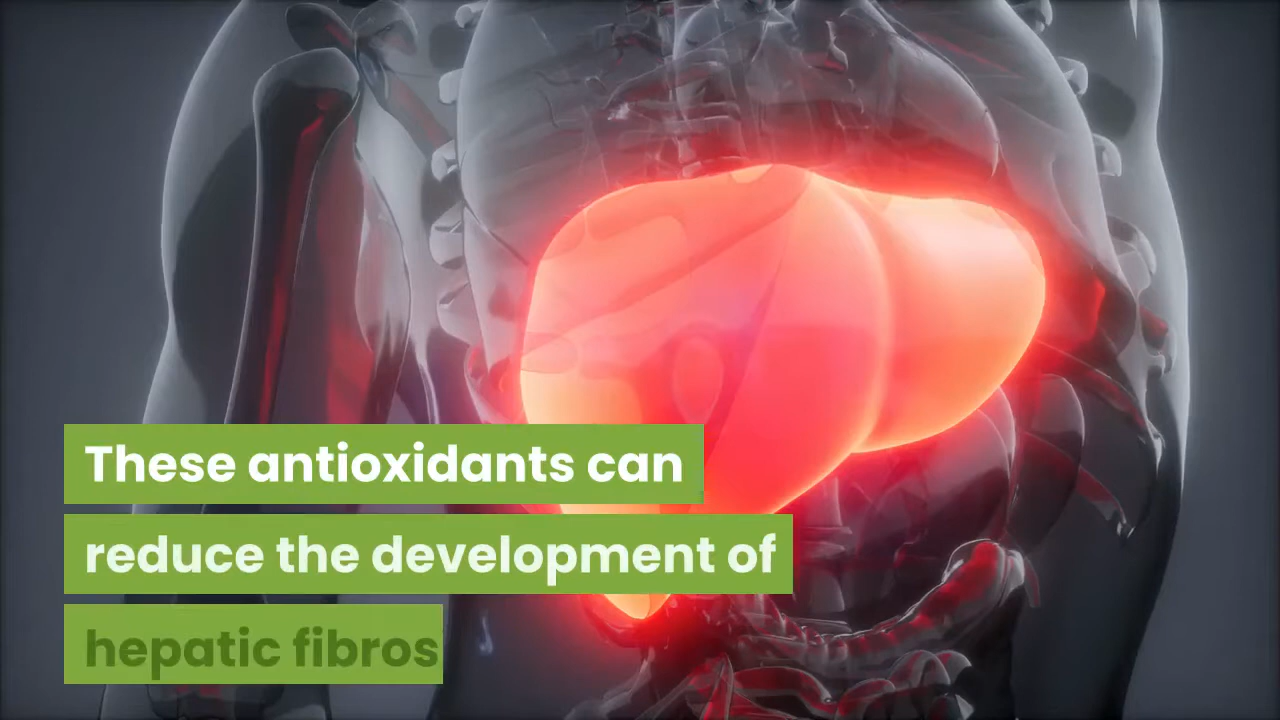 These antioxidants can
reduce the development of
hepatic fibros